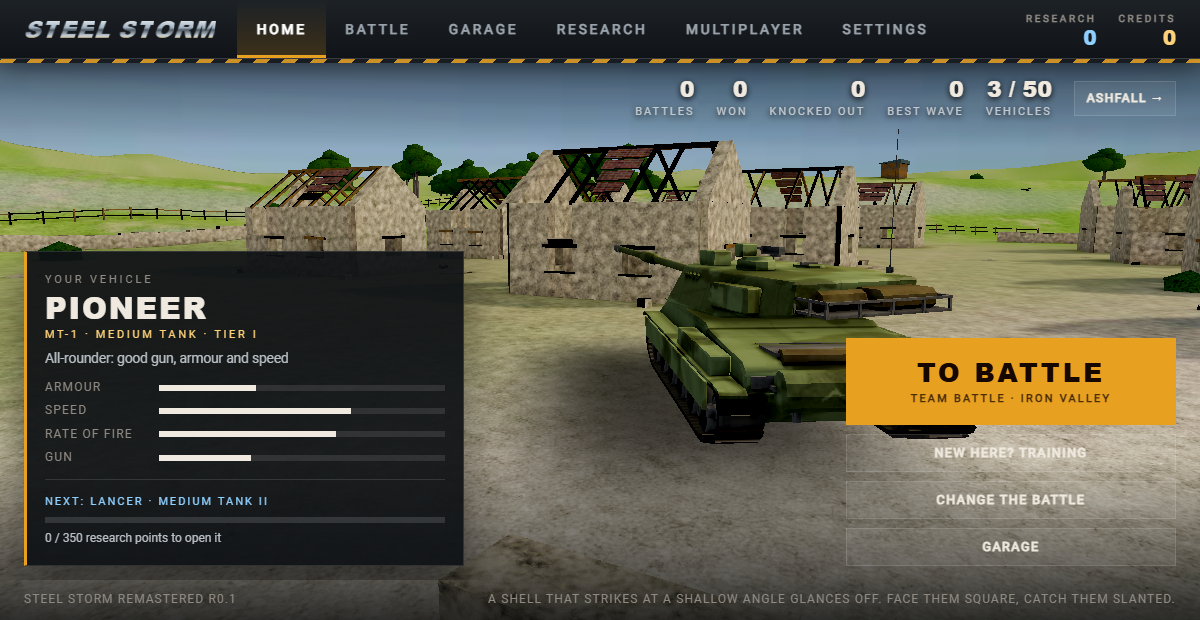 STEEL STORM
HOME
BATTLE
GARAGE
RESEARCH
MULTIPLAYER
SETTINGS
RESEARCH
0
CREDITS
0
0
BATTLES
0
WON
0
KNOCKED OUT
0
BEST WAVE
3 / 50
VEHICLES
ASHFALL →
YOUR VEHICLE
PIONEER
MT-1 · MEDIUM TANK · TIER I
All-rounder: good gun, armour and speed
ARMOUR
SPEED
RATE OF FIRE
GUN
NEXT: LANCER · MEDIUM TANK II
0 / 350 research points to open it
TO BATTLE
TEAM BATTLE · IRON VALLEY
NEW HERE? TRAINING
CHANGE THE BATTLE
GARAGE
STEEL STORM REMASTERED R0.1
A SHELL THAT STRIKES AT A SHALLOW ANGLE GLANCES OFF. FACE THEM SQUARE, CATCH THEM SLANTED.